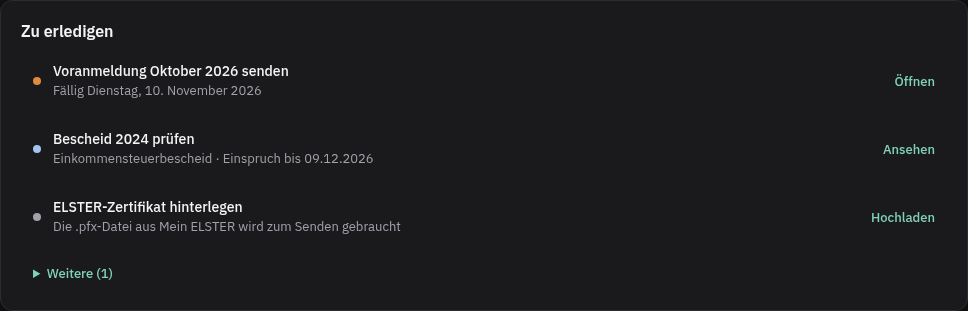 Zu erledigen
Voranmeldung Oktober 2026 senden
Fällig Dienstag, 10. November 2026
Öffnen
Bescheid 2024 prüfen
Einkommensteuerbescheid · Einspruch bis 09.12.2026
Ansehen
ELSTER-Zertifikat hinterlegen
Die .pfx-Datei aus Mein ELSTER wird zum Senden gebraucht
Hochladen
Weitere (1)